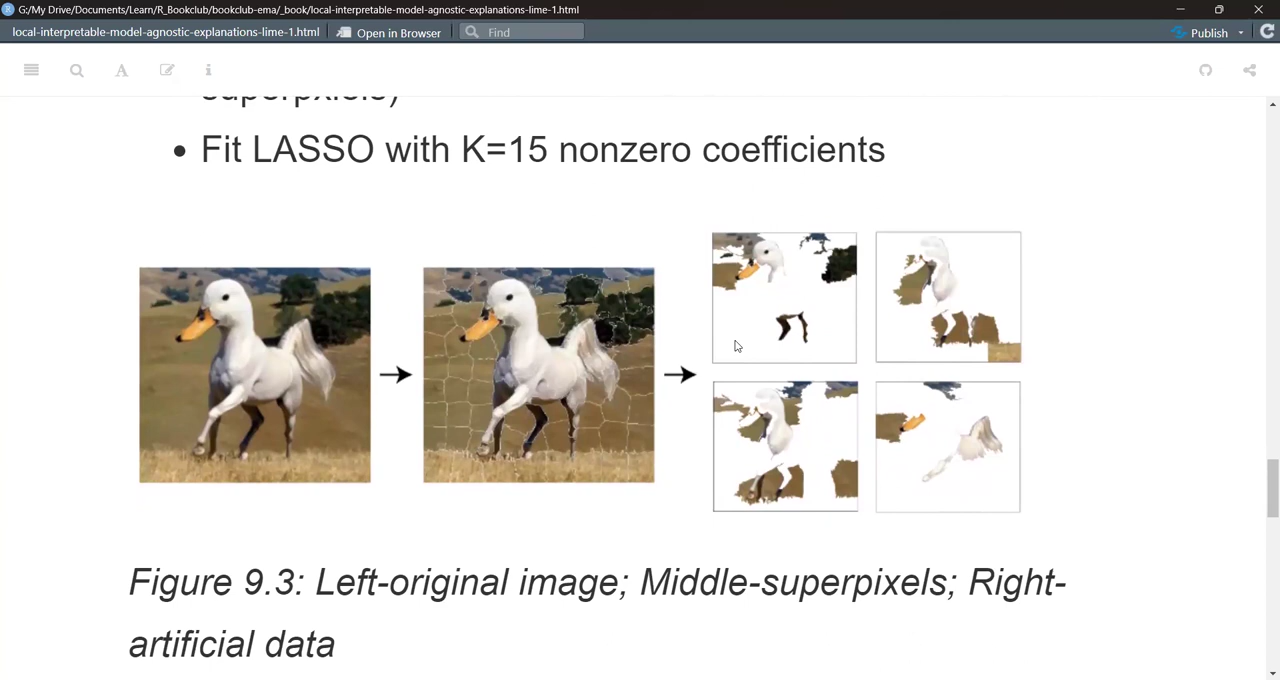 G:/My Drive/Documents/Learn/R_Bookclub/bookclub-ema/_book/local-interpretable-model-agnostic-explanations-lime-1.html
local-interpretable-model-agnostic-explanations-lime-1.html Open in Browser Find Publish
superpixels)
• Fit LASSO with K=15 nonzero coefficients
Figure 9.3: Left-original image; Middle-superpixels; Right-
artificial data